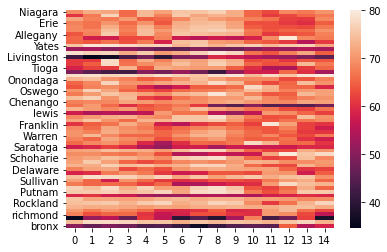 Niagara
Erie
Allegany
Yates
Livingston
Tioga
Onondaga
Oswego
Chenango
lewis
Franklin
Warren
Saratoga
Schoharie
Delaware
Sullivan
Putnam
Rockland
richmond
bronx
0 1 2 3 4 5 6 7 8 9 10 11 12 13 14
80
70
60
50
40